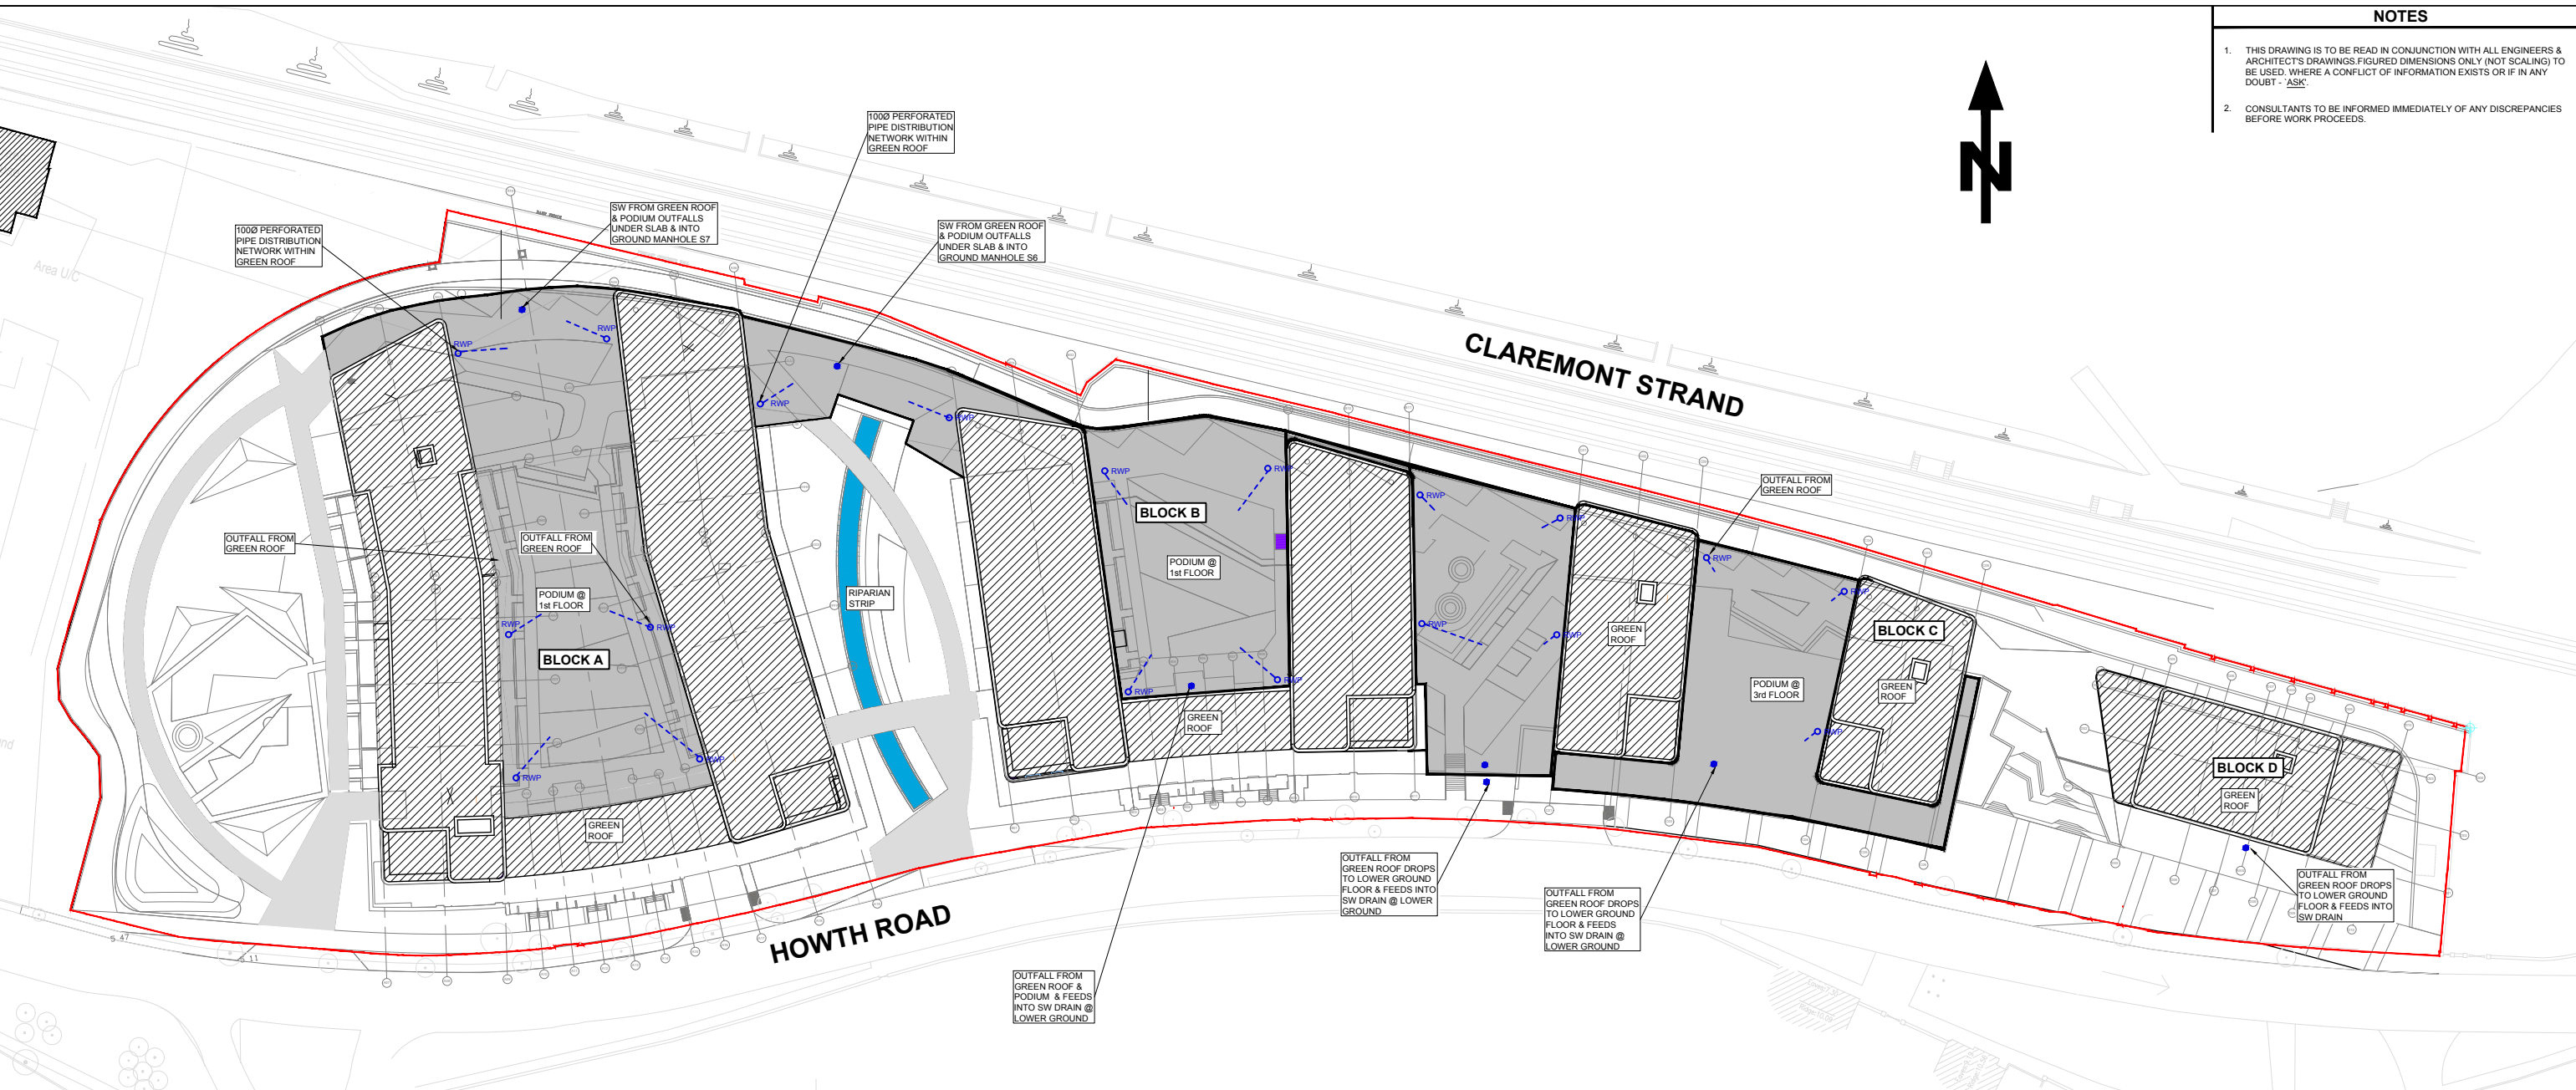 NOTES
1. THIS DRAWING IS TO BE READ IN CONJUNCTION WITH ALL ENGINEERS &
ARCHITECT'S DRAWINGS.FIGURED DIMENSIONS ONLY (NOT SCALING) TO
BE USED. WHERE A CONFLICT OF INFORMATION EXISTS OR IF IN ANY
DOUBT - `ASK'.
2. CONSULTANTS TO BE INFORMED IMMEDIATELY OF ANY DISCREPANCIES
BEFORE WORK PROCEEDS.
N
100Ø PERFORATED
PIPE DISTRIBUTION
NETWORK WITHIN
GREEN ROOF
SW FROM GREEN ROOF
& PODIUM OUTFALLS
UNDER SLAB & INTO
GROUND MANHOLE S7
100Ø PERFORATED
PIPE DISTRIBUTION
NETWORK WITHIN
GREEN ROOF
SW FROM GREEN ROOF
& PODIUM OUTFALLS
UNDER SLAB & INTO
GROUND MANHOLE S6
Area U/C
CLAREMONT STRAND
RWP
RWP
RWP
RWP
RWP
RWP
RWP
RWP
OUTFALL FROM
GREEN ROOF
BLOCK B
PODIUM @
1st FLOOR
OUTFALL FROM
GREEN ROOF
OUTFALL FROM
GREEN ROOF
RWP
RWP
PODIUM @
1st FLOOR
RIPARIAN
STRIP
RWP
RWP
RWP
RWP
GREEN
ROOF
BLOCK C
BLOCK A
GREEN
ROOF
PODIUM @
3rd FLOOR
RWP
RWP
GREEN
ROOF
RWP
RWP
RWP
BLOCK D
GREEN
ROOF
GREEN
ROOF
OUTFALL FROM
GREEN ROOF DROPS
TO LOWER GROUND
FLOOR & FEEDS INTO
SW DRAIN @ LOWER
GROUND
OUTFALL FROM
GREEN ROOF DROPS
TO LOWER GROUND
FLOOR & FEEDS
INTO SW DRAIN @
LOWER GROUND
OUTFALL FROM
GREEN ROOF DROPS
TO LOWER GROUND
FLOOR & FEEDS INTO
SW DRAIN
HOWTH ROAD
5.47
5.11
OUTFALL FROM
GREEN ROOF &
PODIUM & FEEDS
INTO SW DRAIN @
LOWER GROUND